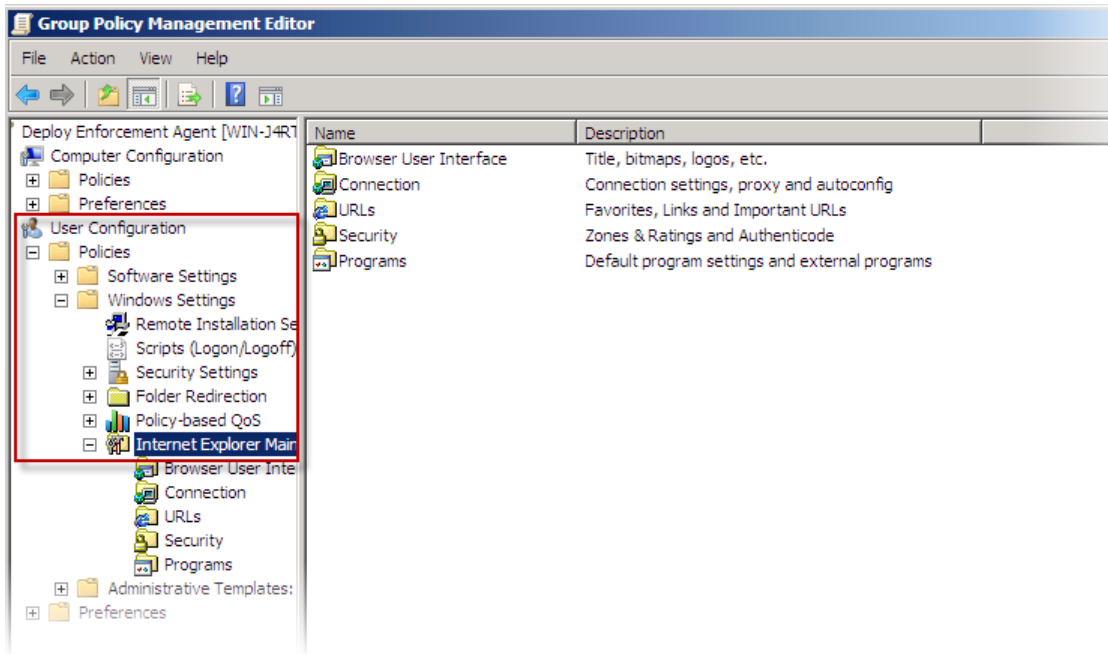 Group Policy Management Edito
File Action View Help
Deploy Enforcement Agent [WIN-J4RT
Computer Configuration
Policies
Preferences
User Configuration
Policies
Software Settings
Windows Settings
Remote Installation Se
Scripts (Logon/Logoff)
Security Settings
Folder Redirection
Policy-based QoS
Internet Explorer Main
Browser User Inte
Connection
URLs
Security
Programs
Administrative Templates:
Preferences
Name Description
Browser User Interface Title, bitmaps, logos, etc.
Connection Connection settings, proxy and autoconfig
URLs Favorites, Links and Important URLs
Security Zones & Ratings and Authenticode
Programs Default program settings and external programs